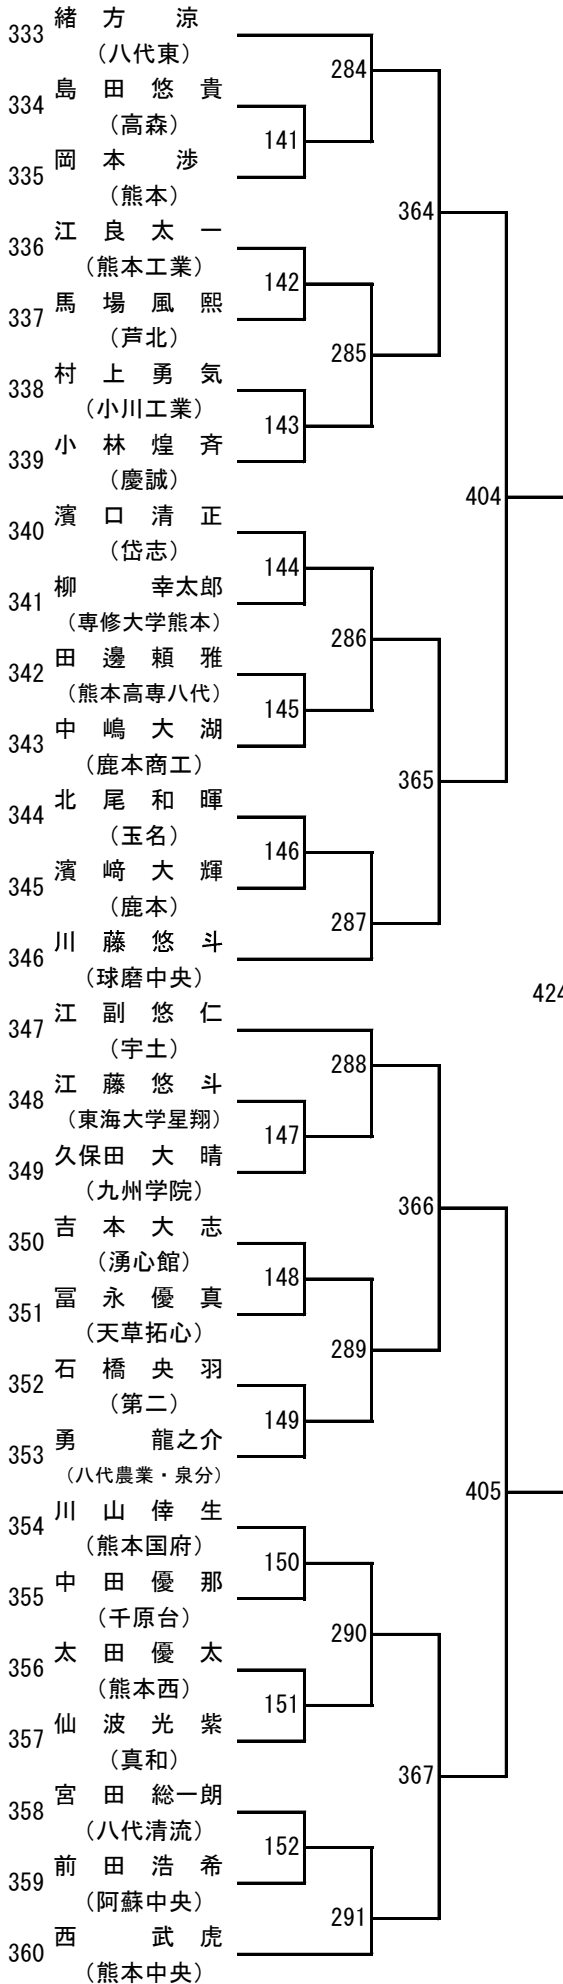 333 緒方 涼
（八代東）
334 島田悠貴
（高森）
335 岡本 渉
（熊本）
336 江良太一
（熊本工業）
337 馬場風熙
（芦北）
338 村上勇気
（小川工業）
339 小林煌斉
（慶誠）
340 濱口清正
（岱志）
341 柳 幸太郎
（専修大学熊本）
342 田邊頼雅
（熊本高専八代）
343 中嶋大湖
（鹿本商工）
344 北尾和暉
（玉名）
345 濱﨑大輝
（鹿本）
346 川藤悠斗
（球磨中央）
347 江副悠仁
（宇土）
348 江藤悠斗
（東海大学星翔）
349 久保田大晴
（九州学院）
350 吉本大志
（湧心館）
351 冨永優真
（天草拓心）
352 石橋央羽
（第二）
353 勇 龍之介
（八代農業・泉分）
354 川山倖生
（熊本国府）
355 中田優那
（千原台）
356 太田優太
（熊本西）
357 仙波光紫
（真和）
358 宮田総一朗
（八代清流）
359 前田浩希
（阿蘇中央）
360 西 武虎
（熊本中央）
141
142
143
144
145
146
147
148
149
150
151
152
284
285
286
287
288
289
290
291
364
365
366
367
404
405
424